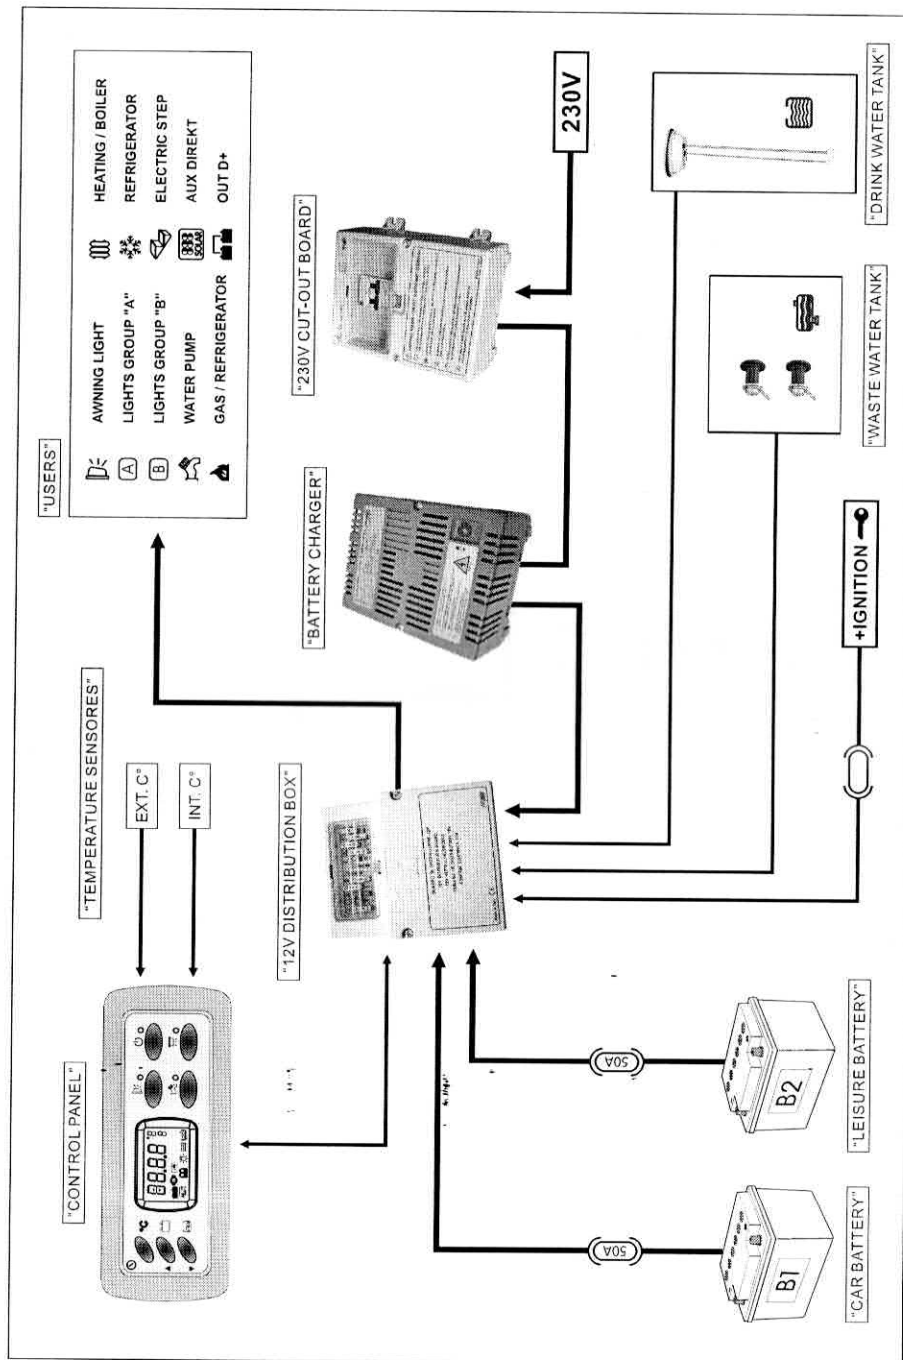 "CONTROL PANEL"
"TEMPERATURE SENSORES"
EXT. C°
INT. C°
"USERS"
AWNING LIGHT
HEATING / BOILER
A
LIGHTS GROUP "A"
REFRIGERATOR
B
LIGHTS GROUP "B"
ELECTRIC STEP
WATER PUMP
SOLAR
AUX DIREKT
GAS / REFRIGERATOR
OUT D+
"12V DISTRIBUTION BOX"
"BATTERY CHARGER"
"230V CUT-OUT BOARD"
230V
50A
50A
B1
B2
"CAR BATTERY"
"LEISURE BATTERY"
+IGNITION
"WASTE WATER TANK"
"DRINK WATER TANK"
°C